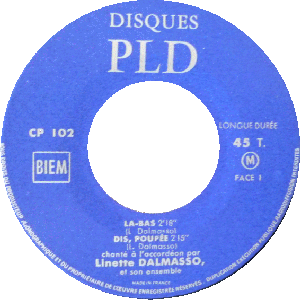 DISQUES
PLD
LONGUE DURÉE
CP 102
45 T.
BIEM
M
FACE 1
LA-BAS 2'18"
(L. Dalmasso)
DIS, POUPÉE 2'15"
(L. Dalmasso)
chanté à l'accordéon par
Linette DALMASSO,
et son ensemble
MADE IN FRANCE